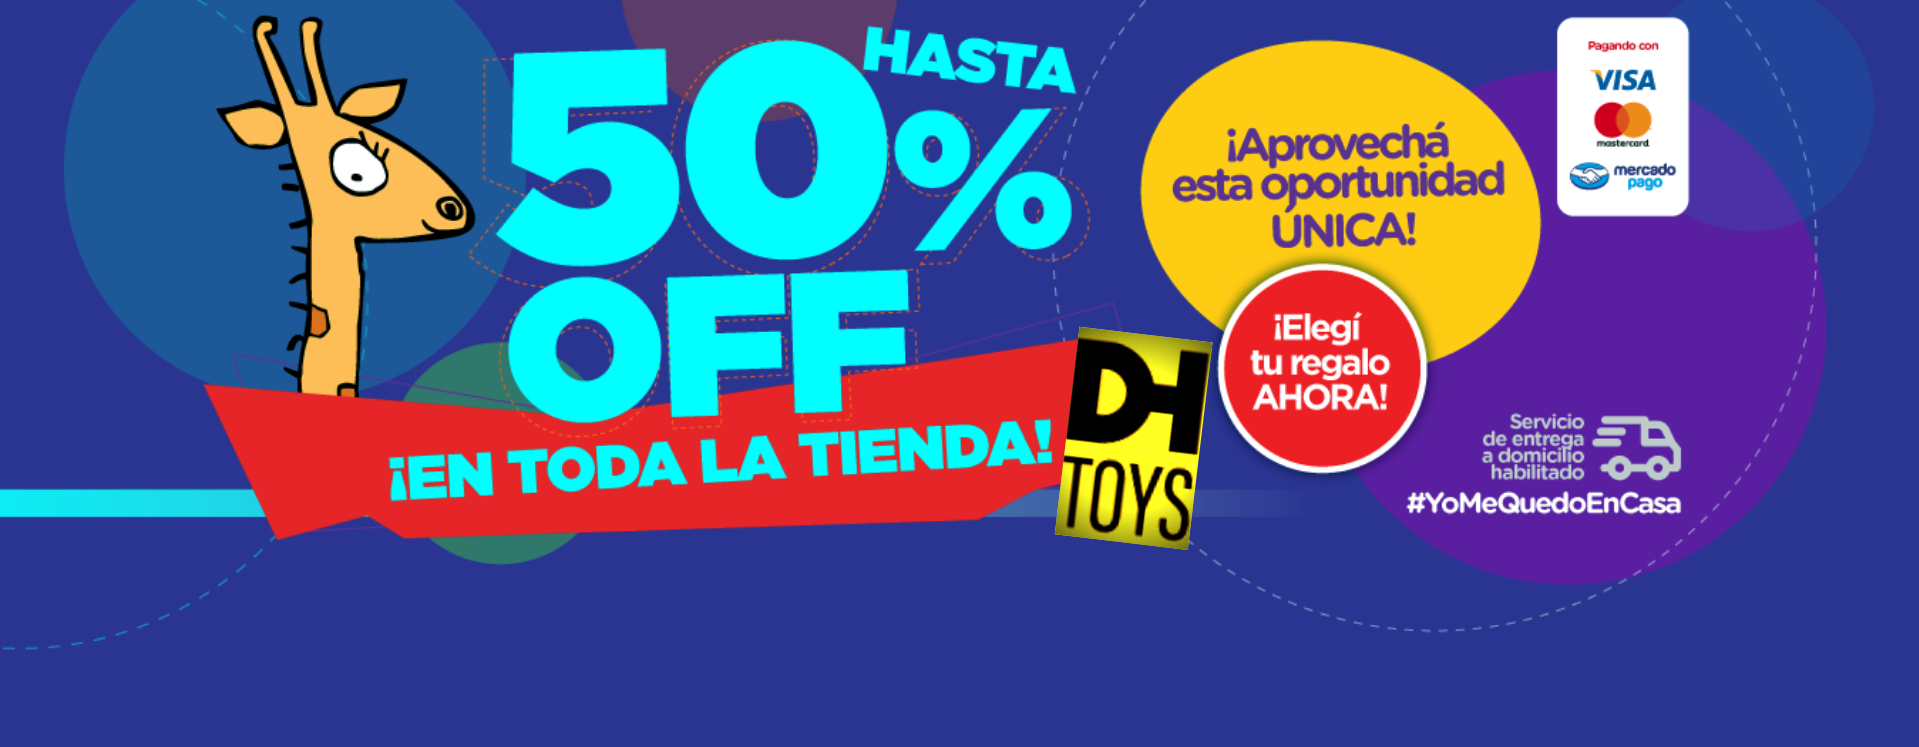 HASTA
50%
OFF
¡EN TODA LA TIENDA!
DH
TOYS
¡Aprovechá
esta oportunidad
ÚNICA!
¡Elegí
tu regalo
AHORA!
Pagando con
VISA
mastercard
mercado
pago
Servicio
de entrega
a domicilio
habilitado
#YoMeQuedoEnCasa